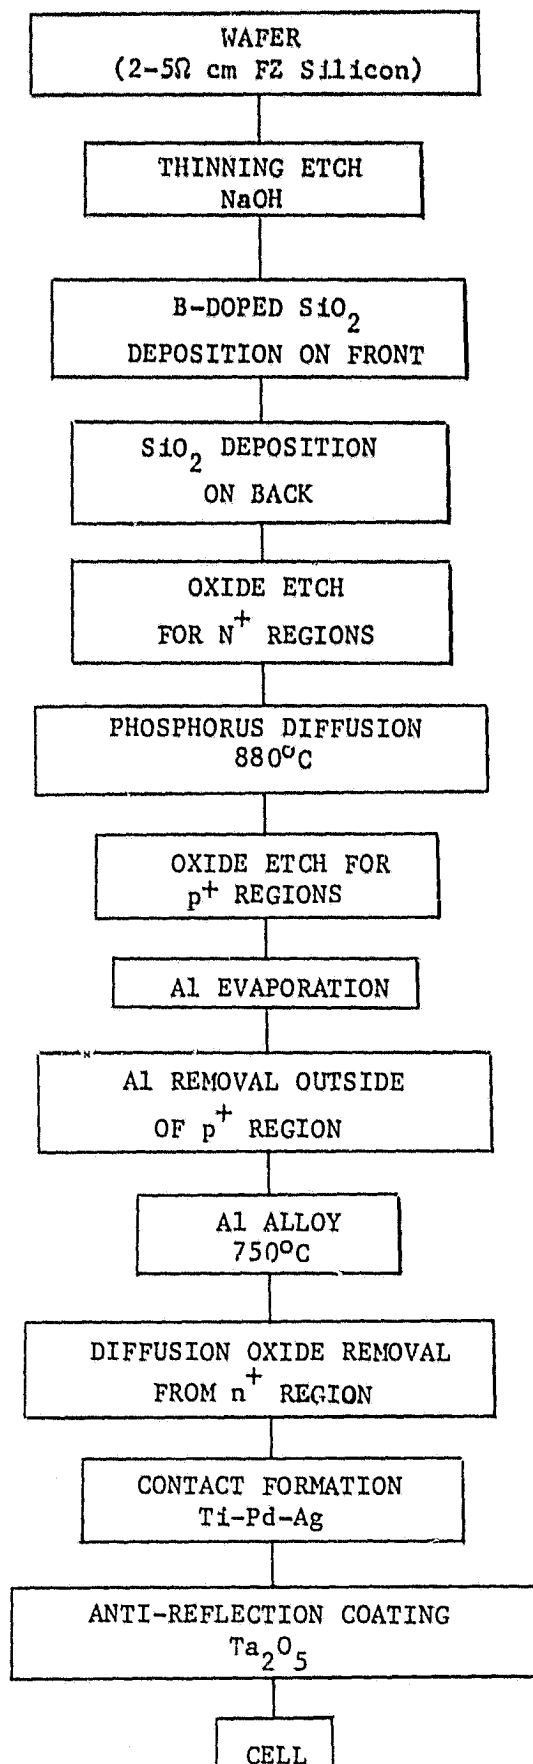 WAFER
(2-5Ω cm FZ Silicon)
THINNING ETCH
NaOH
B-DOPED SiO₂
DEPOSITION ON FRONT
SiO₂ DEPOSITION
ON BACK
OXIDE ETCH
FOR N⁺ REGIONS
PHOSPHORUS DIFFUSION
880°C
OXIDE ETCH FOR
p⁺ REGIONS
Al EVAPORATION
Al REMOVAL OUTSIDE
OF p⁺ REGION
Al ALLOY
750°C
DIFFUSION OXIDE REMOVAL
FROM n⁺ REGION
CONTACT FORMATION
Ti-Pd-Ag
ANTI-REFLECTION COATING
Ta₂O₅
CELL